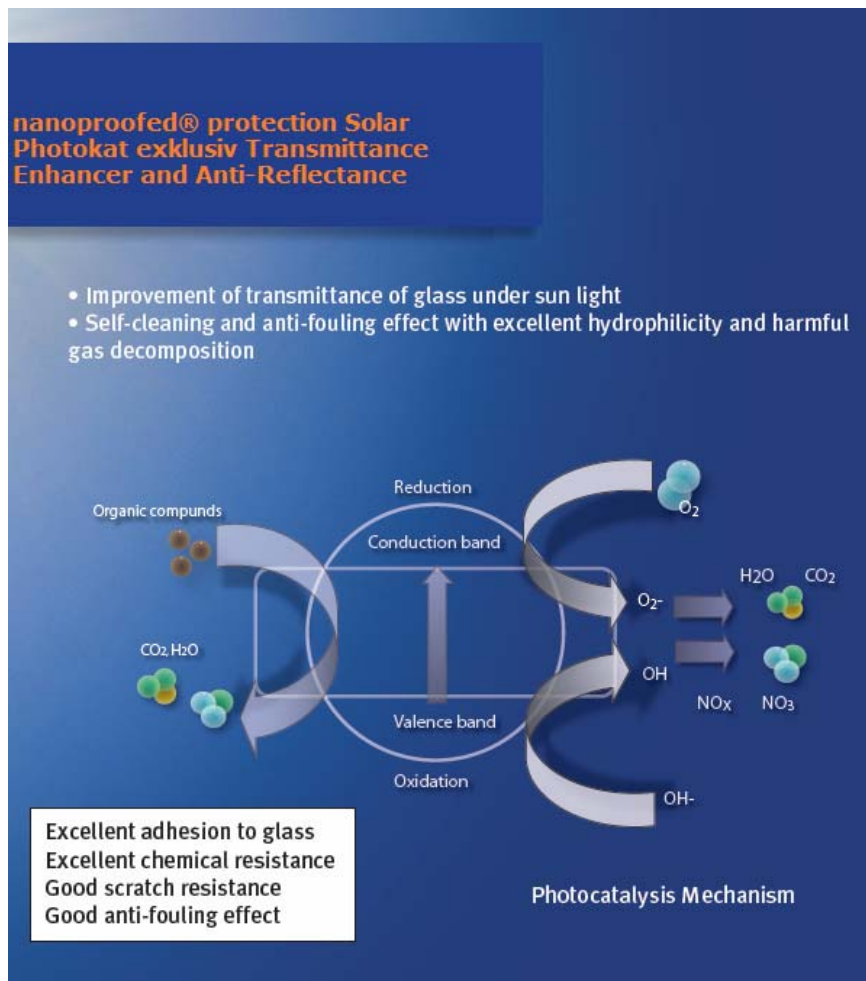 nanoproofed® protection Solar
Photokat exklusiv Transmittance
Enhancer and Anti-Reflectance
• Improvement of transmittance of glass under sun light
• Self-cleaning and anti-fouling effect with excellent hydrophilicity and harmful
gas decomposition
Reduction
O2
Organic compunds
Conduction band
H2O CO2
O2-
CO2, H2O
OH
NOx NO3
Valence band
Oxidation
OH-
Excellent adhesion to glass
Excellent chemical resistance
Good scratch resistance
Good anti-fouling effect
Photocatalysis Mechanism